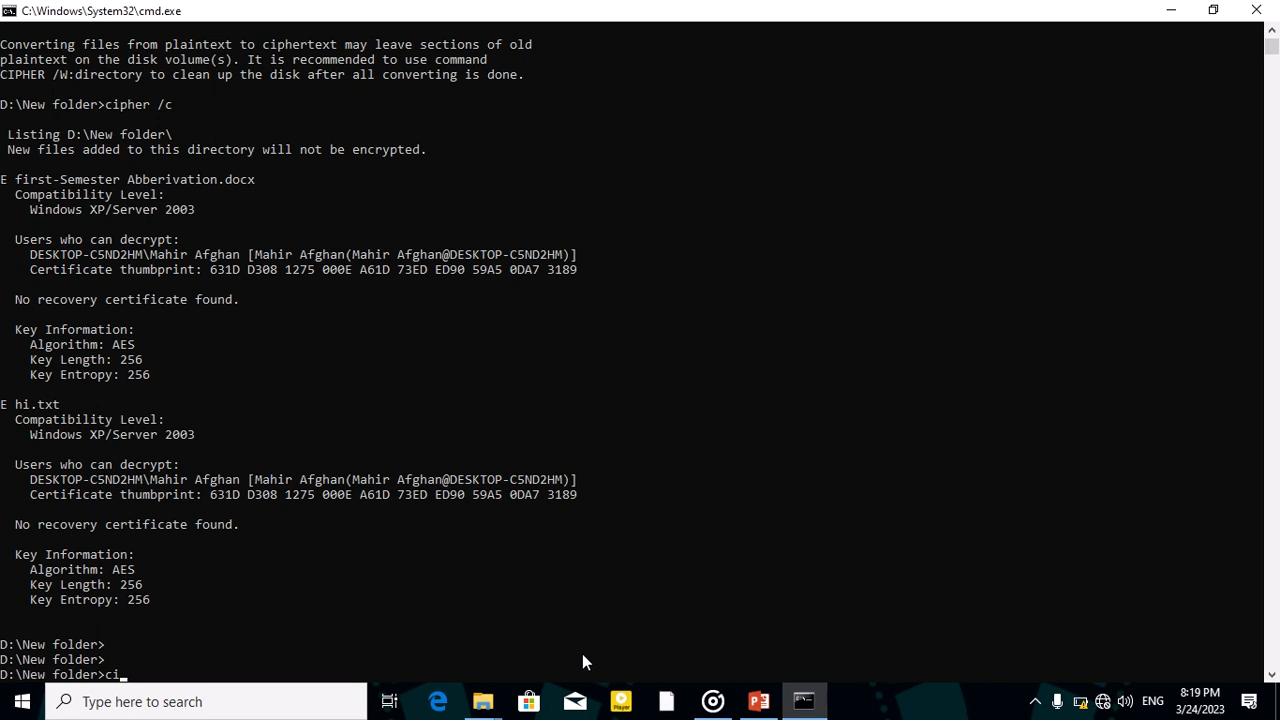 C:\Windows\System32\cmd.exe
Converting files from plaintext to ciphertext may leave sections of old
plaintext on the disk volume(s). It is recommended to use command
CIPHER /W:directory to clean up the disk after all converting is done.
D:\New folder>cipher /c
Listing D:\New folder\
New files added to this directory will not be encrypted.
E first-Semester Abberivation.docx
Compatibility Level:
Windows XP/Server 2003
Users who can decrypt:
DESKTOP-C5ND2HM\Mahir Afghan [Mahir Afghan(Mahir Afghan@DESKTOP-C5ND2HM)]
Certificate thumbprint: 631D D308 1275 000E A61D 73ED ED90 59A5 0DA7 3189
No recovery certificate found.
Key Information:
Algorithm: AES
Key Length: 256
Key Entropy: 256
E hi.txt
Compatibility Level:
Windows XP/Server 2003
Users who can decrypt:
DESKTOP-C5ND2HM\Mahir Afghan [Mahir Afghan(Mahir Afghan@DESKTOP-C5ND2HM)]
Certificate thumbprint: 631D D308 1275 000E A61D 73ED ED90 59A5 0DA7 3189
No recovery certificate found.
Key Information:
Algorithm: AES
Key Length: 256
Key Entropy: 256
D:\New folder>
D:\New folder>
D:\New folder>ci_
Type here to search
Player
ENG
8:19 PM
3/24/2023